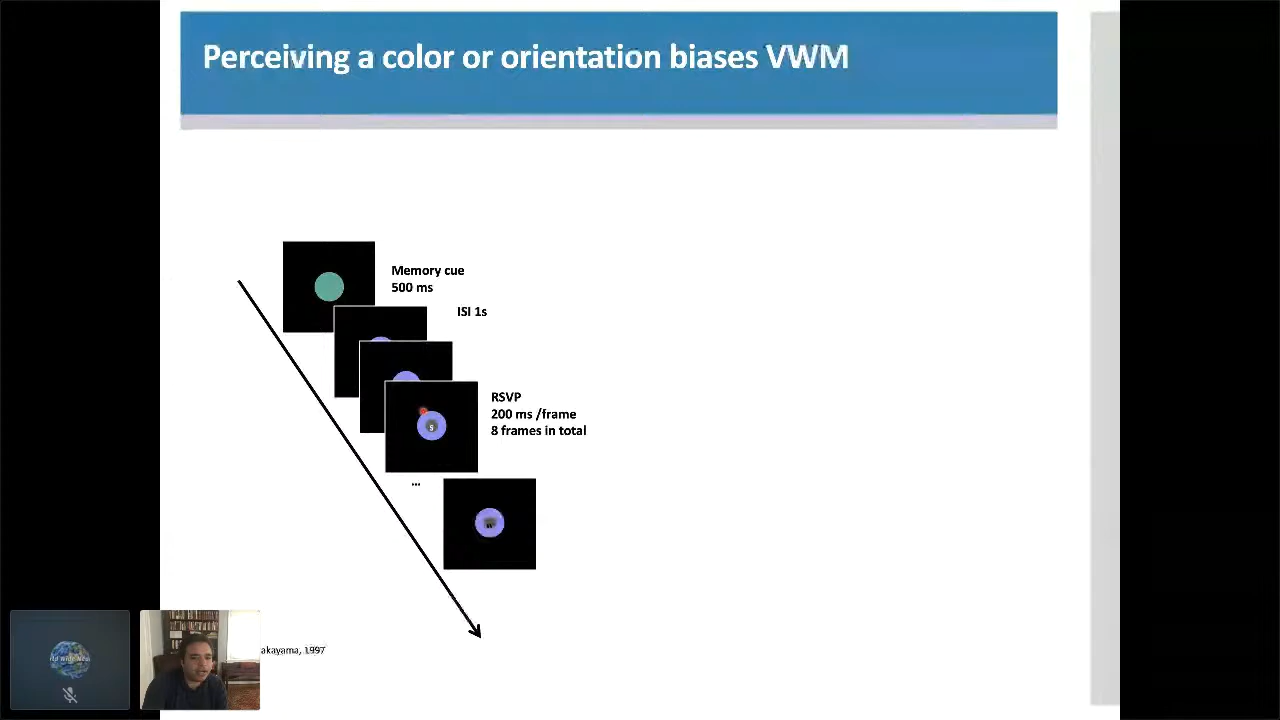 Perceiving a color or orientation biases VWM
Memory cue
500 ms
ISI 1s
RSVP
200 ms /frame
8 frames in total
S
...
akayama, 1997